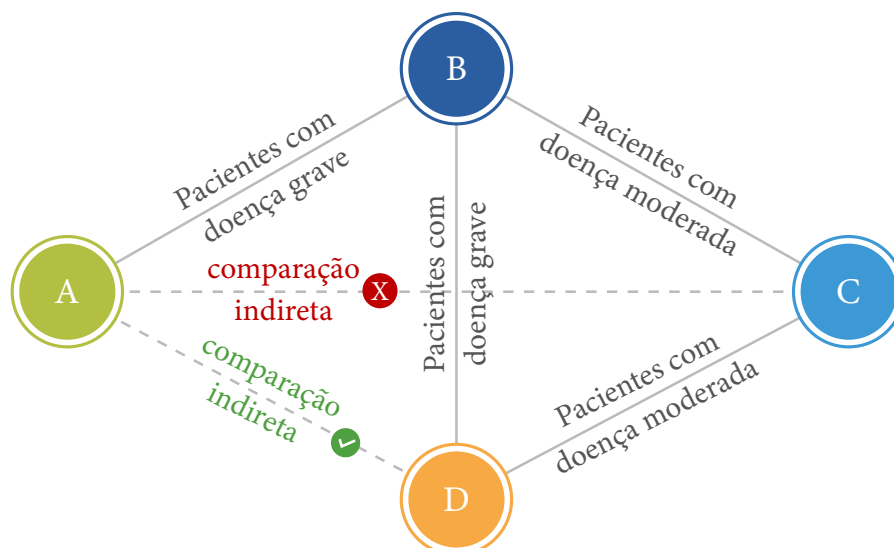 B
Pacientes com
doença grave
Pacientes com
doença moderada
A
comparação
indireta
X
Pacientes com
doença grave
C
comparação
indireta
✓
Pacientes com
doença moderada
D